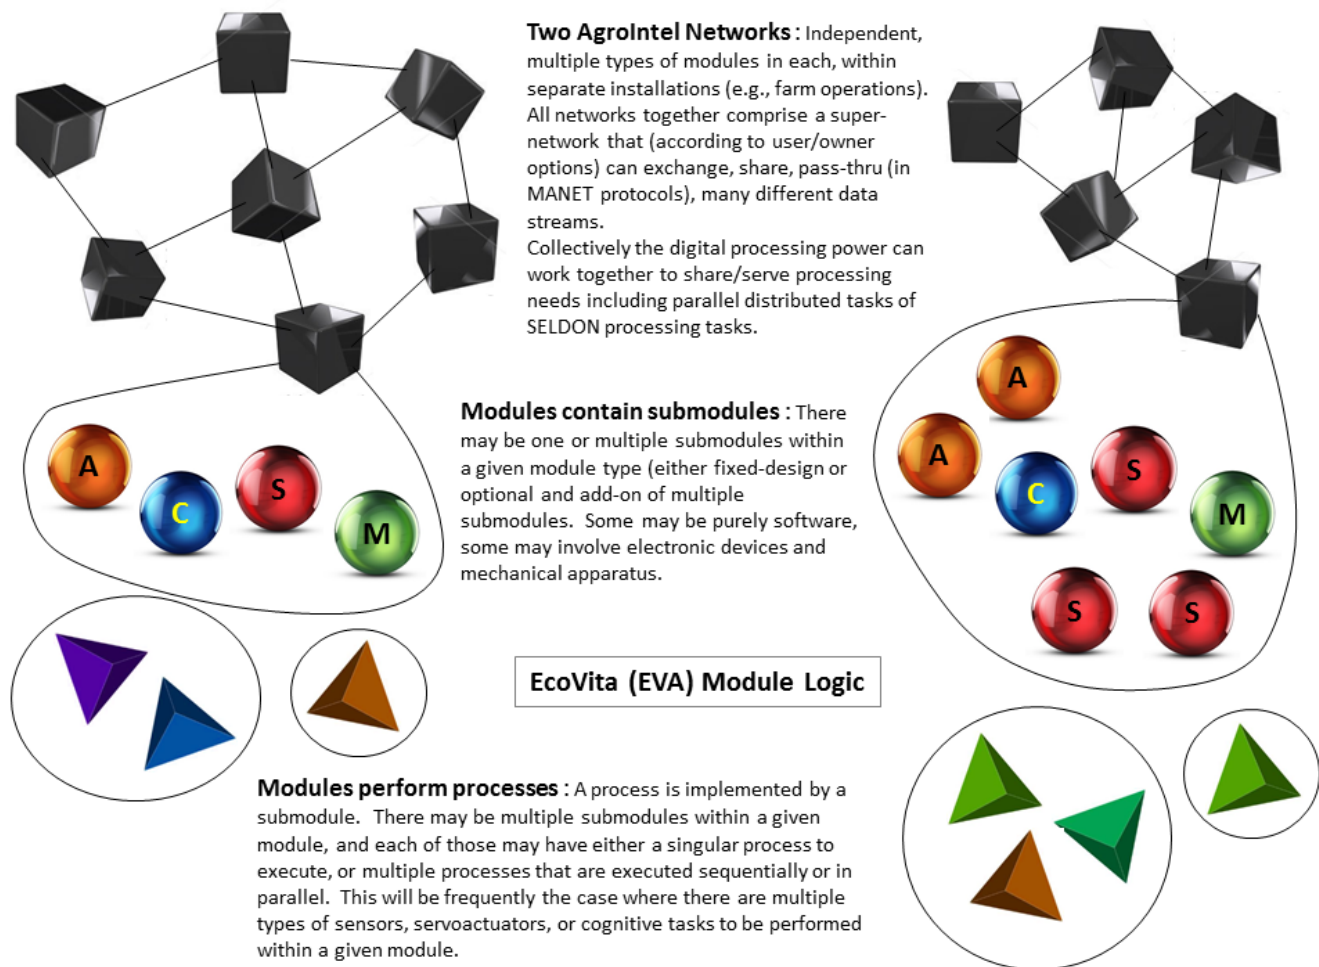 Two AgroIntel Networks : Independent,
multiple types of modules in each, within
separate installations (e.g., farm operations).
All networks together comprise a super-
network that (according to user/owner
options) can exchange, share, pass-thru (in
MANET protocols), many different data
streams.
Collectively the digital processing power can
work together to share/serve processing
needs including parallel distributed tasks of
SELDON processing tasks.
A
C
S
M
Modules contain submodules : There
may be one or multiple submodules within
a given module type (either fixed-design or
optional and add-on of multiple
submodules. Some may be purely software,
some may involve electronic devices and
mechanical apparatus.
A
A
C
S
M
S
S
EcoVita (EVA) Module Logic
Modules perform processes : A process is implemented by a
submodule. There may be multiple submodules within a given
module, and each of those may have either a singular process to
execute, or multiple processes that are executed sequentially or in
parallel. This will be frequently the case where there are multiple
types of sensors, servoactuators, or cognitive tasks to be performed
within a given module.